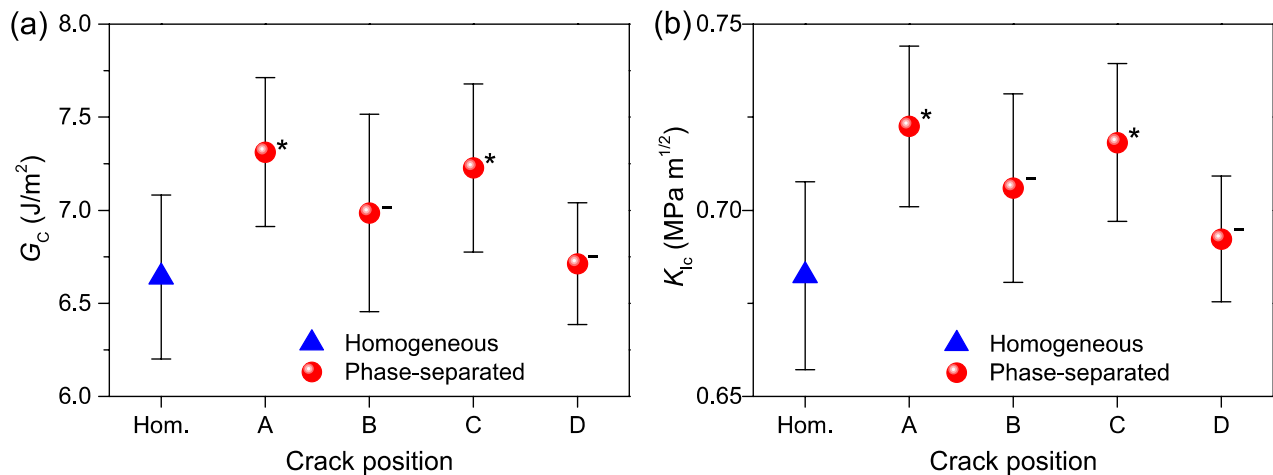 (a)
8.0
7.5
7.0
6.5
6.0
G_C (J/m²)
*
-
*
-
Homogeneous
Phase-separated
Hom. A B C D
Crack position
(b)
0.75
0.70
0.65
K_Ic (MPa m^1/2)
*
-
*
-
Homogeneous
Phase-separated
Hom. A B C D
Crack position